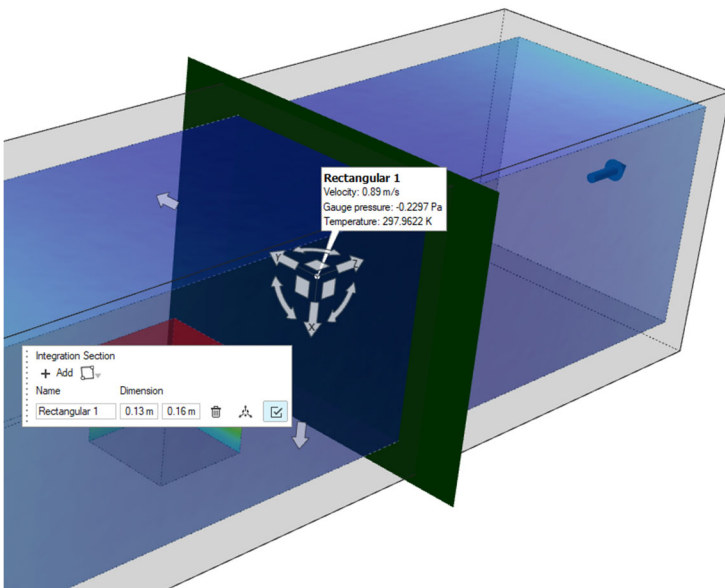 Rectangular 1
Velocity: 0.89 m/s
Gauge pressure: -0.2297 Pa
Temperature: 297.9622 K
Y
Z
X
Integration Section
+ Add
Name Dimension
Rectangular 1 0.13 m 0.16 m